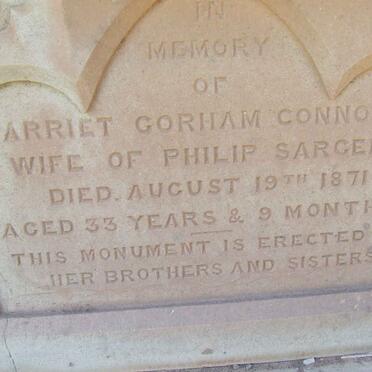 IN
MEMORY
OF
ARRIET GORHAM CONNO
WIFE OF PHILIP SARGE
DIED. AUGUST 19TH 1871
AGED 33 YEARS & 9 MONTH
THIS MONUMENT IS ERECTED
HER BROTHERS AND SISTERS